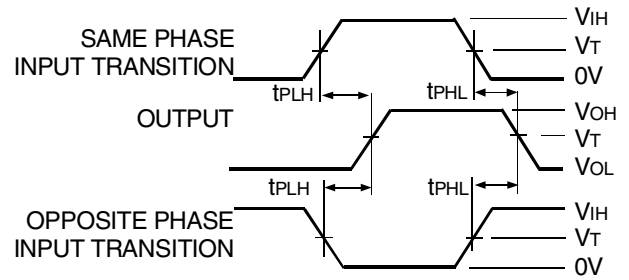 SAME PHASE
INPUT TRANSITION
VIH
VT
0V
tPLH
tPHL
OUTPUT
VOH
VT
VOL
tPLH
tPHL
OPPOSITE PHASE
INPUT TRANSITION
VIH
VT
0V